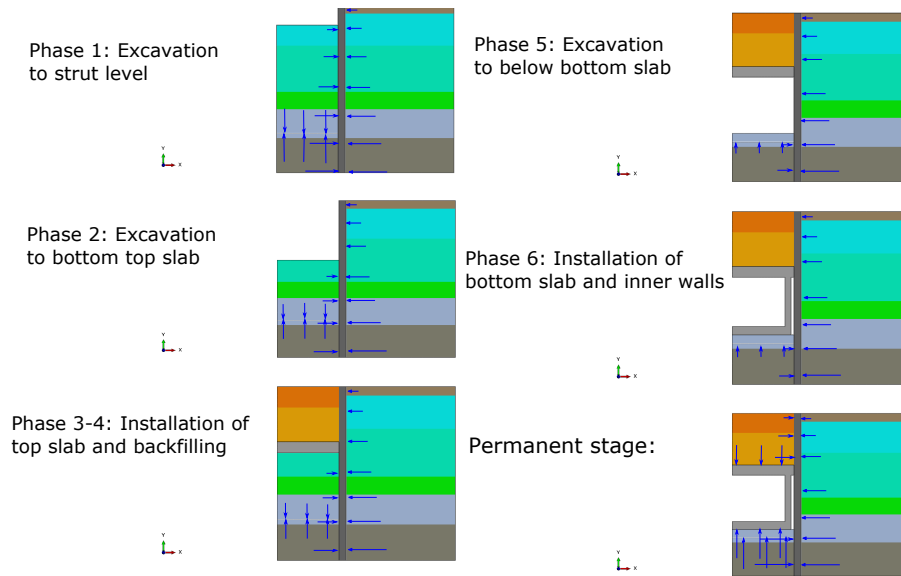 Phase 1: Excavation
to strut level
Y
X
Phase 2: Excavation
to bottom top slab
Y
X
Phase 3-4: Installation of
top slab and backfilling
Y
X
Phase 5: Excavation
to below bottom slab
Y
X
Phase 6: Installation of
bottom slab and inner walls
Y
X
Permanent stage:
Y
X